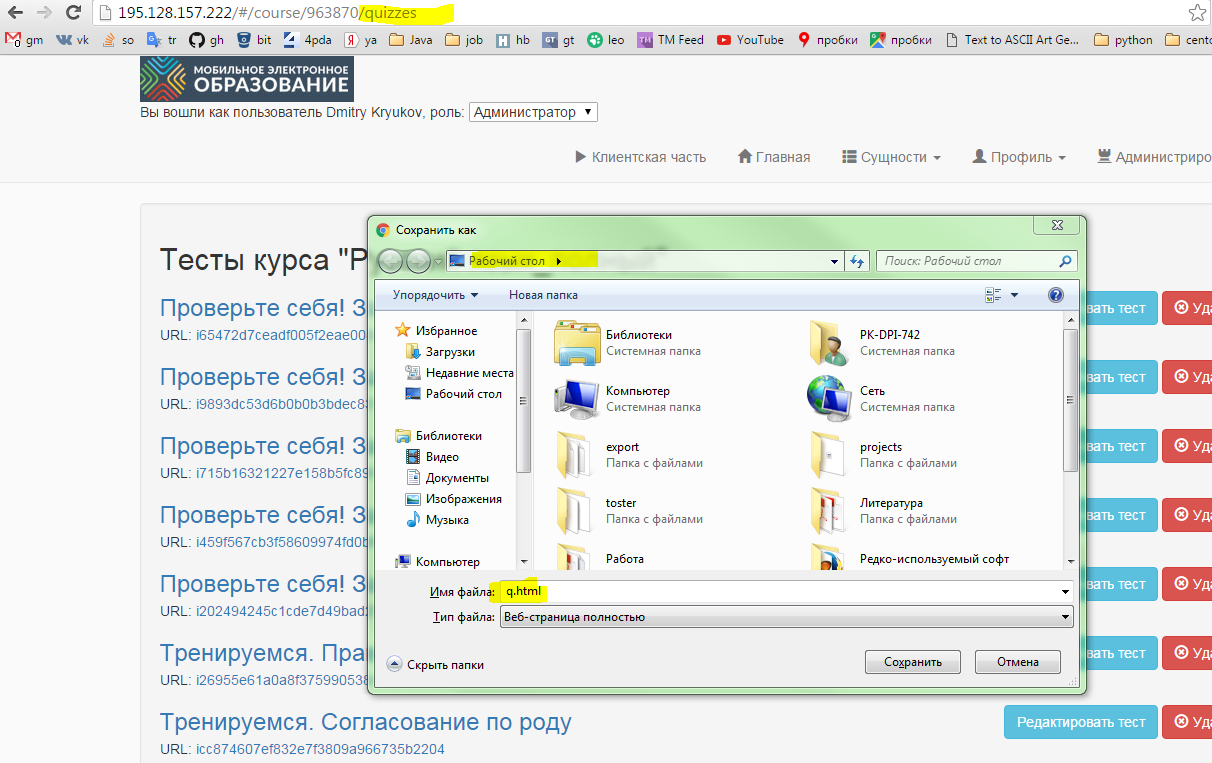 195.128.157.222/#/course/963870/quizzes
gm vk so tr gh bit 4pda ya Java job hb gt leo TM Feed YouTube пробки пробки Text to ASCII Art Ge... python cento
МОБИЛЬНОЕ ЭЛЕКТРОННОЕ
ОБРАЗОВАНИЕ
Вы вошли как пользователь Dmitry Kryukov, роль: Администратор
Клиентская часть Главная Сущности Профиль Администриро
Тесты курса "Р
Сохранить как
Рабочий стол
Поиск: Рабочий стол
Упорядочить Новая папка
Избранное
Загрузки
Недавние места
Рабочий стол
Библиотеки
Видео
Документы
Изображения
Музыка
Компьютер
Библиотеки
Системная папка
PK-DPI-742
Системная папка
Компьютер
Системная папка
Сеть
Системная папка
export
Папка с файлами
projects
Папка с файлами
toster
Папка с файлами
Литература
Папка с файлами
Работа
Редко-используемый софт
Имя файла: q.html
Тип файла: Веб-страница полностью
Скрыть папки
Сохранить Отмена
Проверьте себя! З
вать тест Уда
URL: i65472d7ceadf005f2eae00
Проверьте себя! З
вать тест Уда
URL: i9893dc53d6b0b0b3bdec8
Проверьте себя! З
вать тест Уда
URL: i715b16321227e158b5fc89
Проверьте себя! З
вать тест Уда
URL: i459f567cb3f58609974fd0b
Проверьте себя! З
вать тест Уда
URL: i202494245c1cde7d49bad
Тренируемся. Пра
вать тест Уда
URL: i26955e61a0a8f37599053
Тренируемся. Согласование по роду
Редактировать тест Уда
URL: icc874607ef832e7f3809a966735b2204